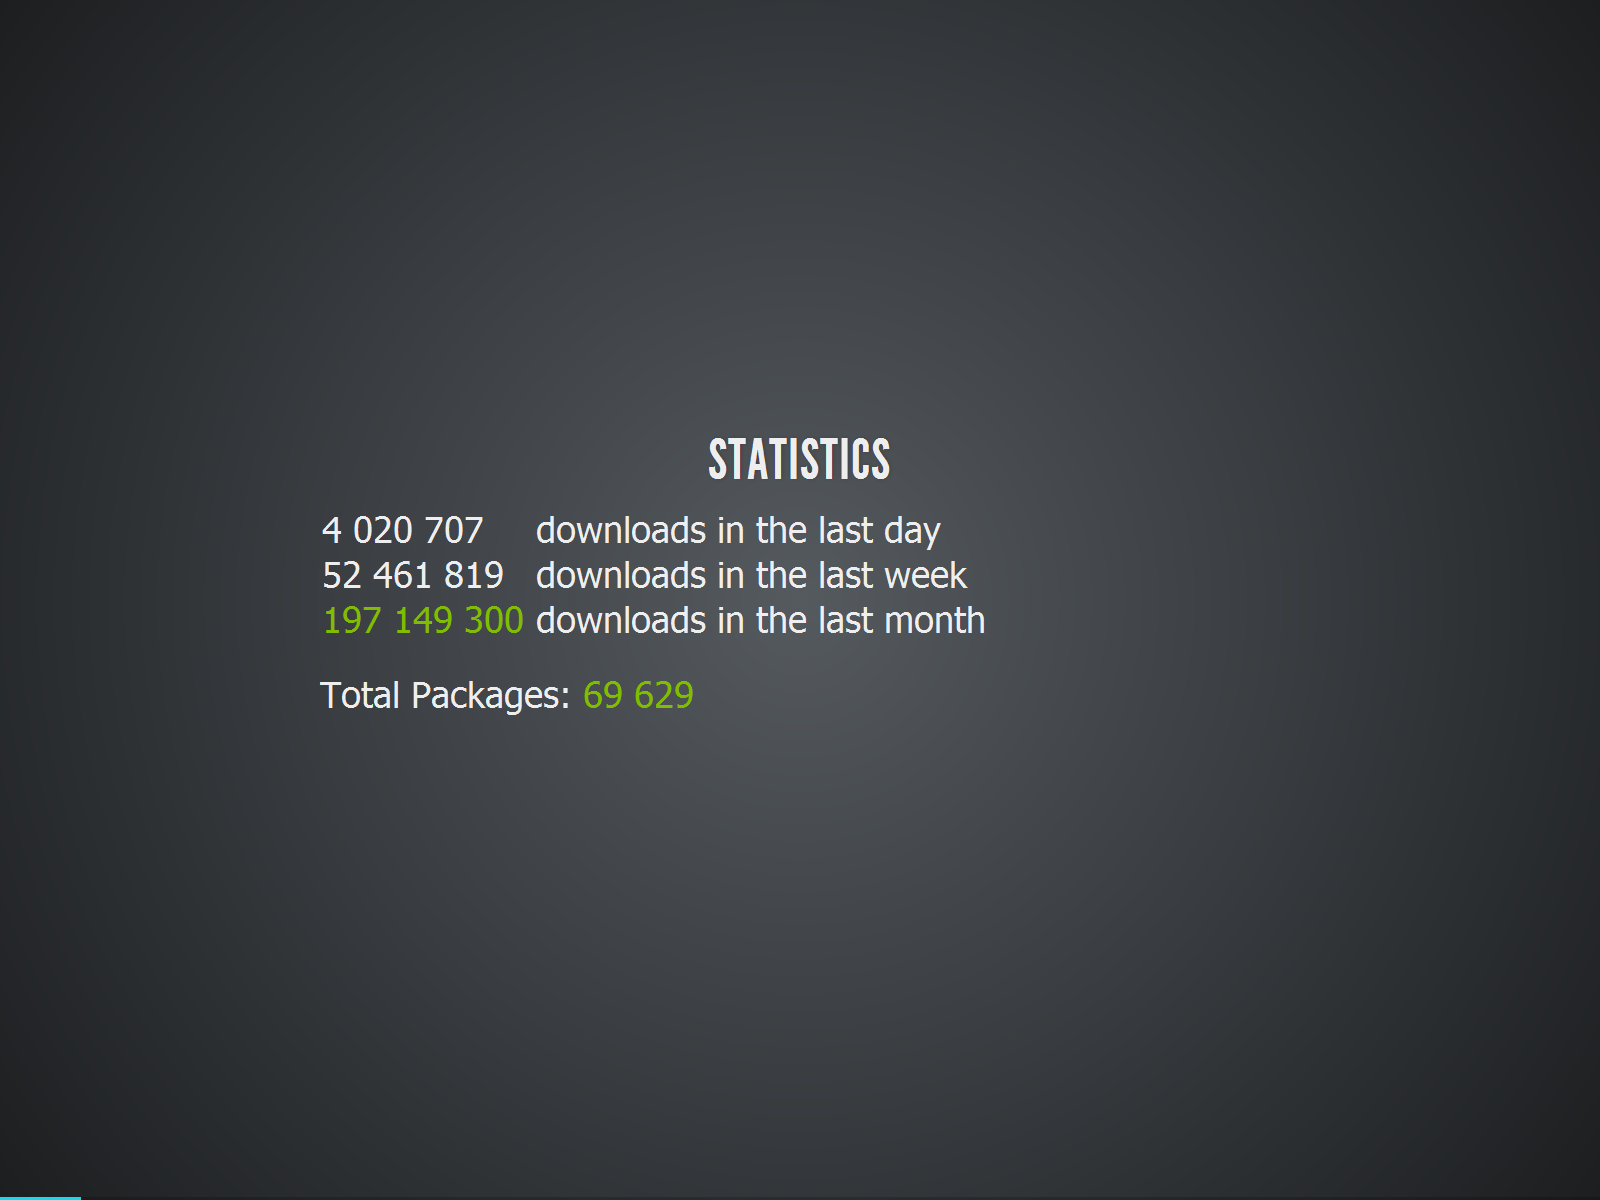 STATISTICS
4 020 707 downloads in the last day
52 461 819 downloads in the last week
197 149 300 downloads in the last month
Total Packages: 69 629